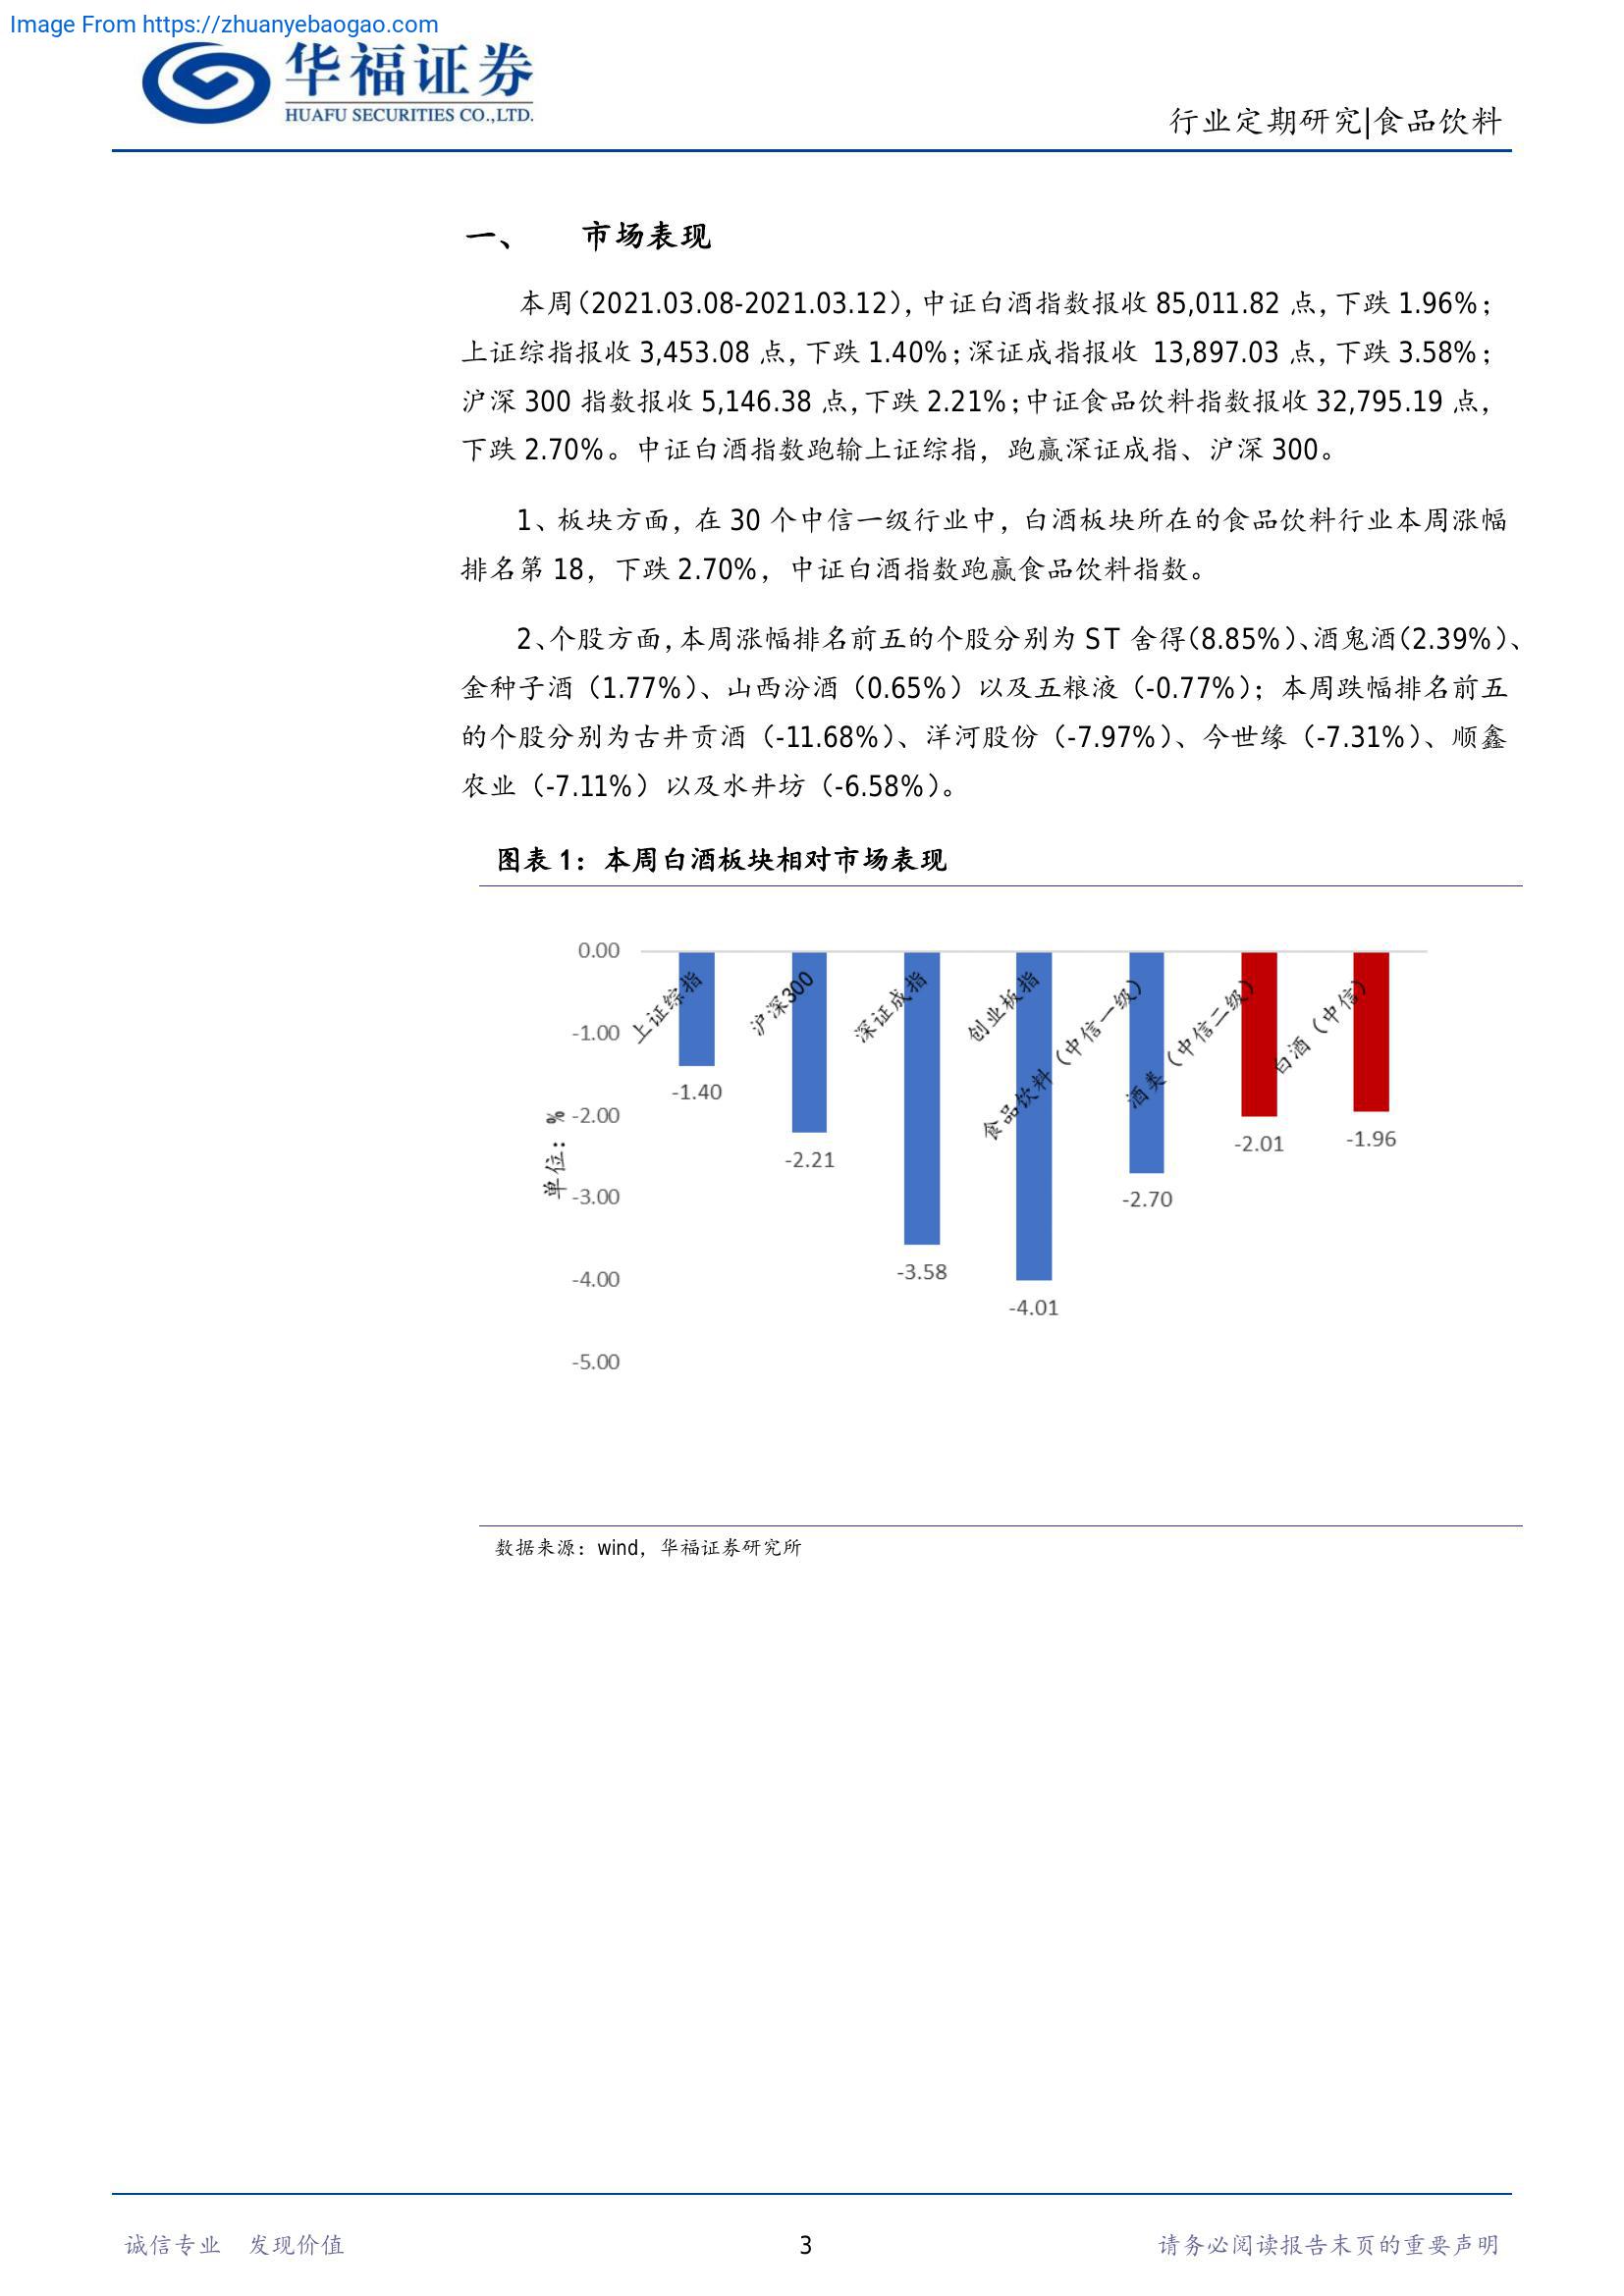 Image From https://zhuanyebaogao.com
华福证券
HUAFU SECURITIES CO.,LTD.
行业定期研究|食品饮料
一、 市场表现
本周(2021.03.08-2021.03.12),中证白酒指数报收 85,011.82 点,下跌 1.96%;
上证综指报收 3,453.08 点,下跌 1.40%;深证成指报收 13,897.03 点,下跌 3.58%;
沪深 300 指数报收 5,146.38 点,下跌 2.21%;中证食品饮料指数报收 32,795.19 点,
下跌 2.70%。中证白酒指数跑输上证综指,跑赢深证成指、沪深 300。
1、板块方面,在 30 个中信一级行业中,白酒板块所在的食品饮料行业本周涨幅
排名第 18,下跌 2.70%,中证白酒指数跑赢食品饮料指数。
2、个股方面,本周涨幅排名前五的个股分别为 ST 舍得(8.85%)、酒鬼酒(2.39%)、
金种子酒(1.77%)、山西汾酒(0.65%)以及五粮液(-0.77%);本周跌幅排名前五
的个股分别为古井贡酒(-11.68%)、洋河股份(-7.97%)、今世缘(-7.31%)、顺鑫
农业(-7.11%)以及水井坊(-6.58%)。
图表 1:本周白酒板块相对市场表现
单位:%
0.00
-1.00
-2.00
-3.00
-4.00
-5.00
上证综指
沪深300
深证成指
创业板指
食品饮料(中信一级)
酒类(中信二级)
白酒(中信)
-1.40
-2.21
-3.58
-4.01
-2.70
-2.01
-1.96
数据来源:wind,华福证券研究所
诚信专业 发现价值
3
请务必阅读报告末页的重要声明